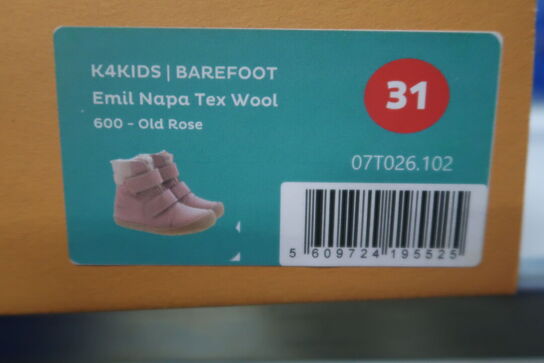 K4KIDS | BAREFOOT
Emil Napa Tex Wool
600 - Old Rose
31
07T026.102
5 609724 195525